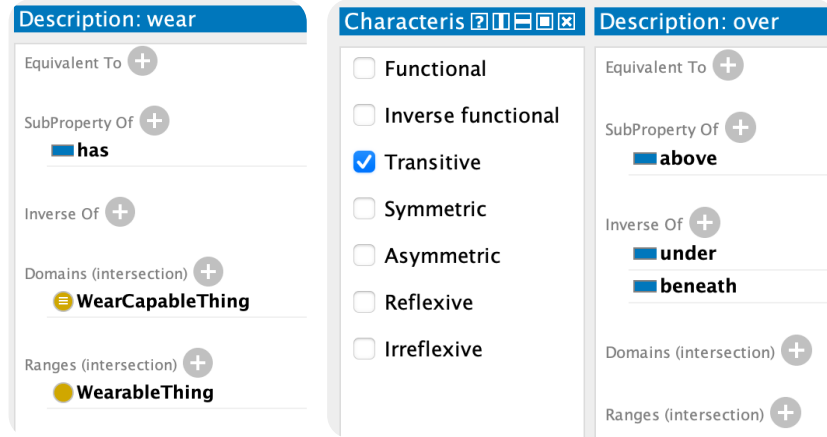 Description: wear
Equivalent To
SubProperty Of
has
Inverse Of
Domains (intersection)
WearCapableThing
Ranges (intersection)
WearableThing
Characteris
Functional
Inverse functional
Transitive
Symmetric
Asymmetric
Reflexive
Irreflexive
Description: over
Equivalent To
SubProperty Of
above
Inverse Of
under
beneath
Domains (intersection)
Ranges (intersection)